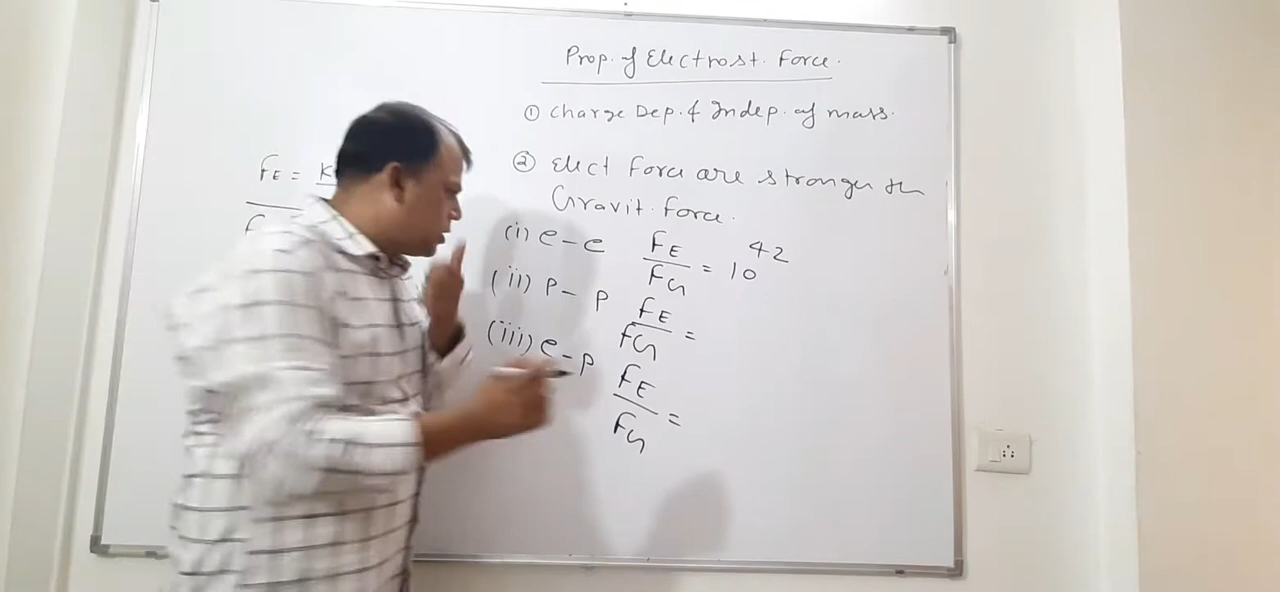 Prop. of Electrost. Force.
① Charge Dep. & Indep. of mass.
② Elect Force are stronger th
Gravit. Force.
(i) e-e FE/FG = 10^42
(ii) P-P FE/FG =
(iii) e-P FE/FG =
FE = K